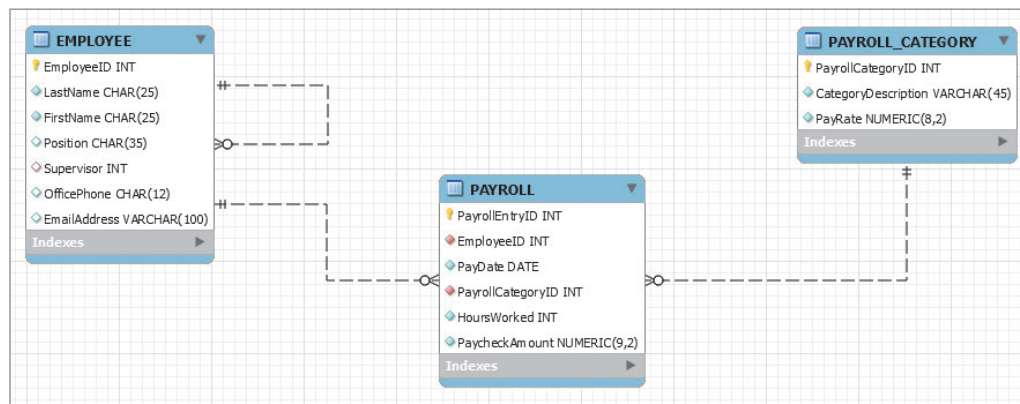 EMPLOYEE
EmployeeID INT
LastName CHAR(25)
FirstName CHAR(25)
Position CHAR(35)
Supervisor INT
OfficePhone CHAR(12)
EmailAddress VARCHAR(100)
Indexes
PAYROLL
PayrollEntryID INT
EmployeeID INT
PayDate DATE
PayrollCategoryID INT
HoursWorked INT
PaycheckAmount NUMERIC(9,2)
Indexes
PAYROLL_CATEGORY
PayrollCategoryID INT
CategoryDescription VARCHAR(45)
PayRate NUMERIC(8,2)
Indexes